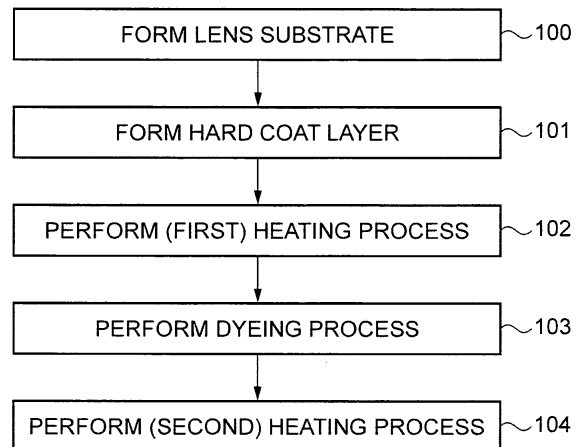 FORM LENS SUBSTRATE 100
FORM HARD COAT LAYER 101
PERFORM (FIRST) HEATING PROCESS 102
PERFORM DYEING PROCESS 103
PERFORM (SECOND) HEATING PROCESS 104